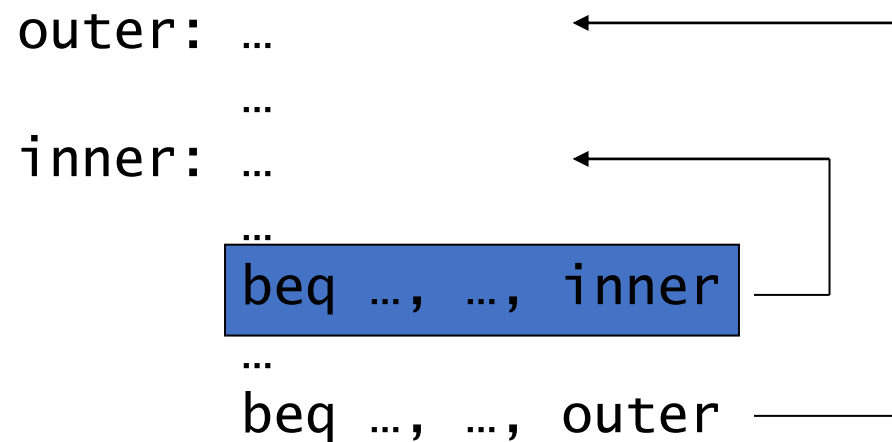 outer: …
…
inner: …
…
beq …, …, inner
…
beq …, …, outer